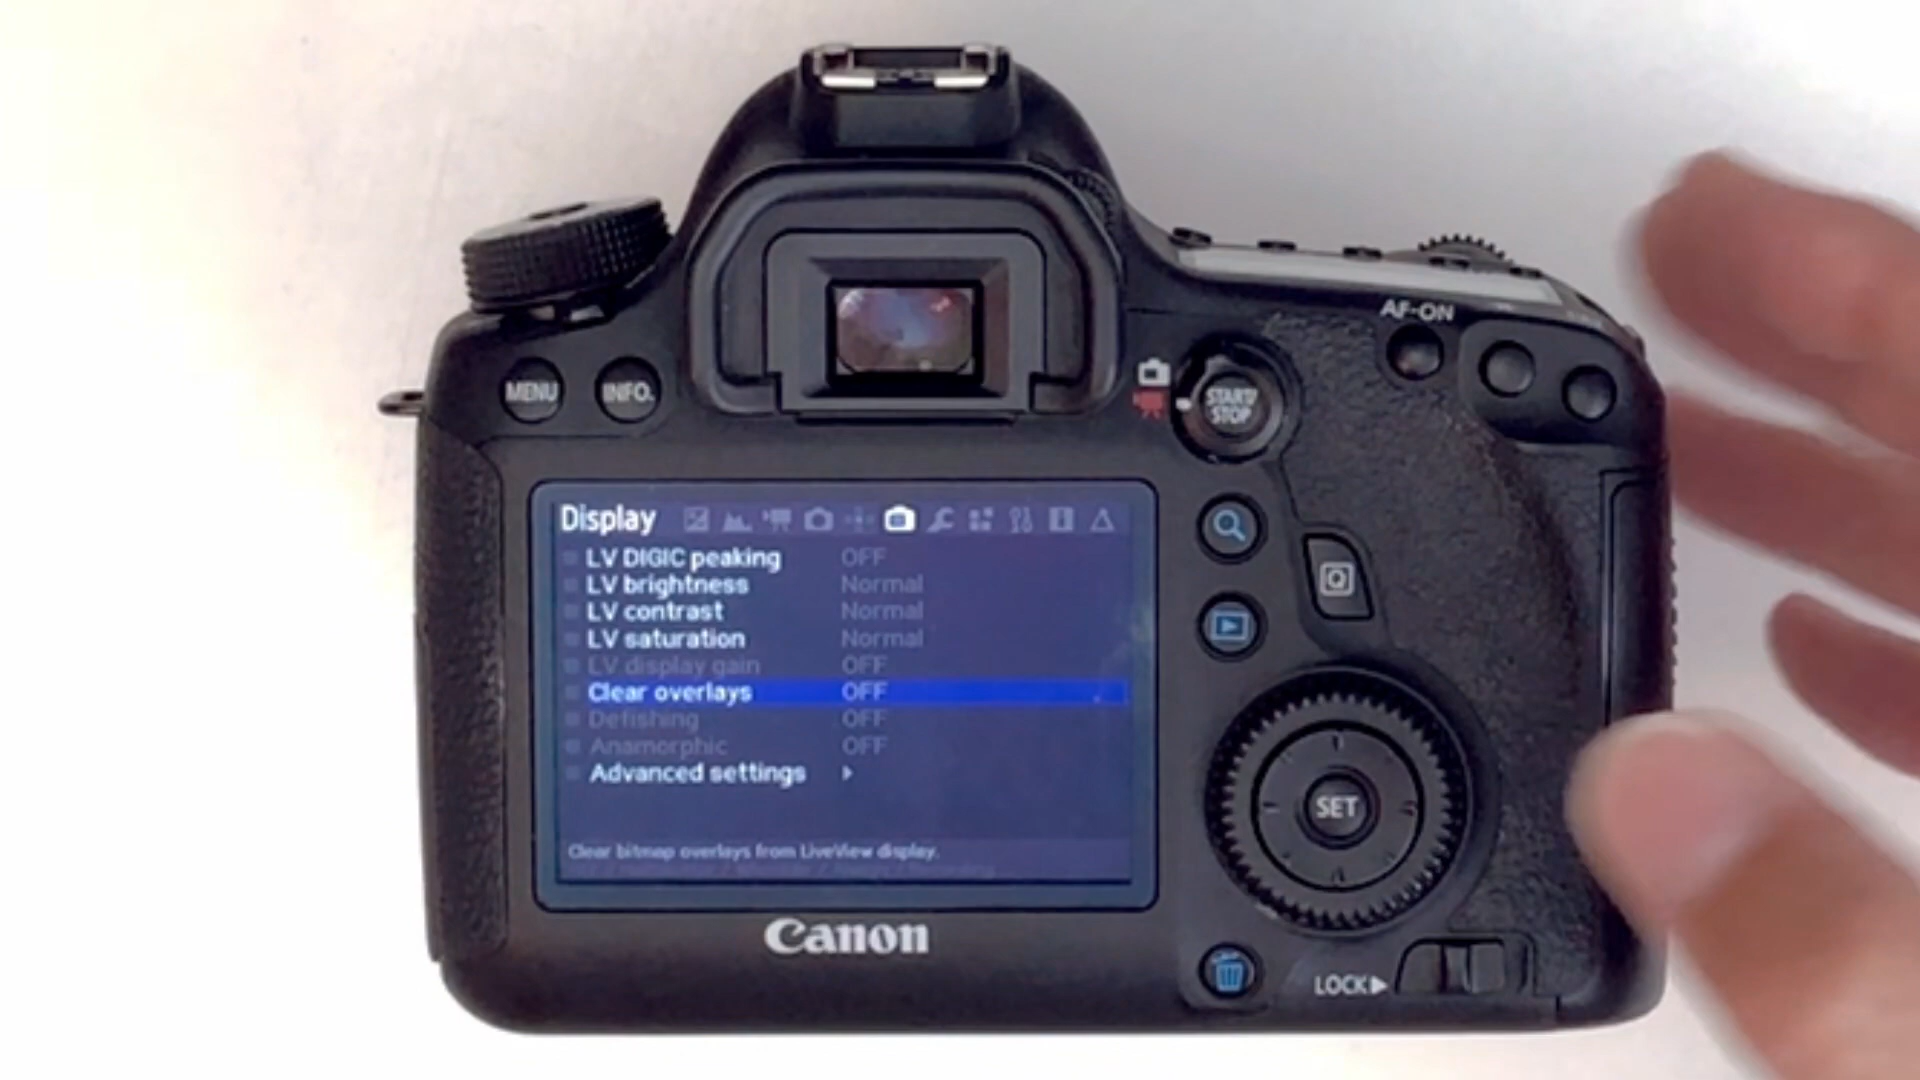 AF-ON
MENU
INFO.
START/
STOP
Display
LV DIGIC peaking OFF
LV brightness Normal
LV contrast Normal
LV saturation Normal
LV display gain OFF
Clear overlays OFF
Defishing OFF
Anamorphic OFF
Advanced settings
Clear bitmap overlays from LiveView display.
Q
SET
Canon
LOCK